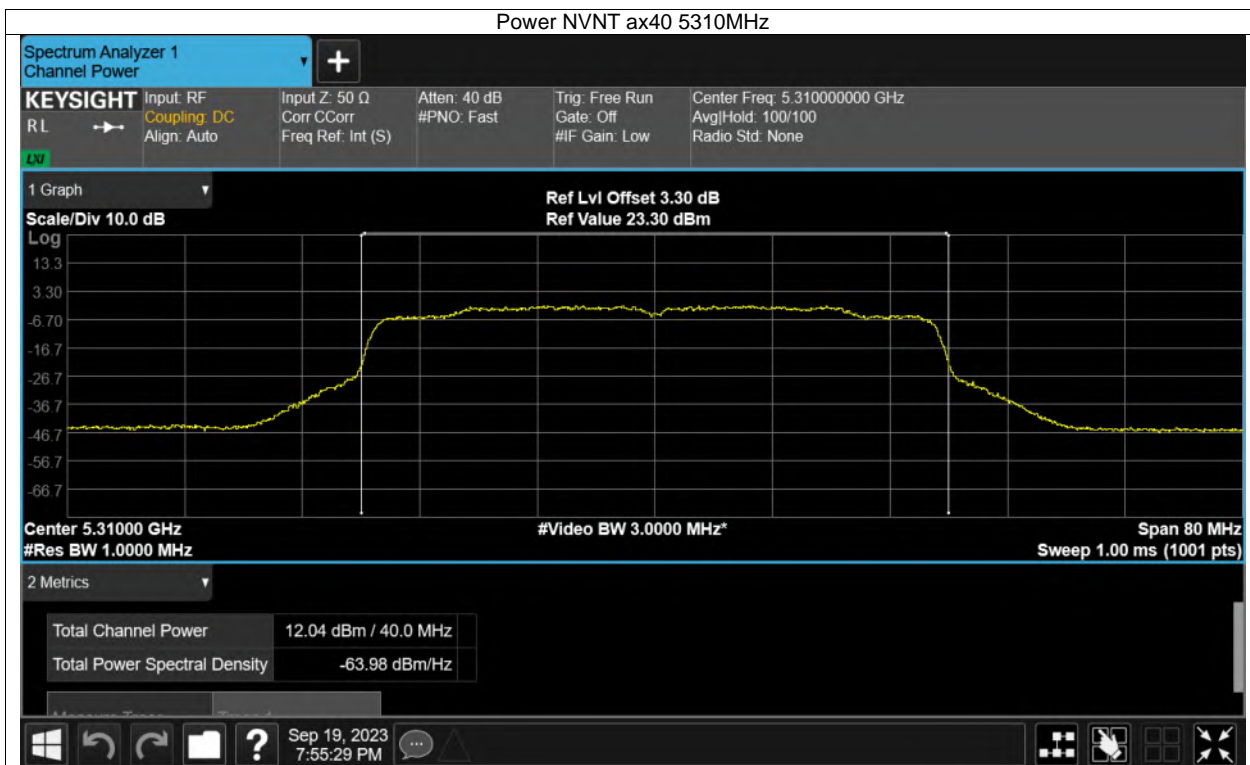 Power NVNT ax40 5310MHz
Spectrum Analyzer 1
Channel Power
KEYSIGHT
RL
LXI
Input: RF
Coupling: DC
Align: Auto
Input Z: 50 Ω
Corr CCorr
Freq Ref: Int (S)
Atten: 40 dB
#PNO: Fast
Trig: Free Run
Gate: Off
#IF Gain: Low
Center Freq: 5.310000000 GHz
Avg|Hold: 100/100
Radio Std: None
1 Graph
Scale/Div 10.0 dB
Ref Lvl Offset 3.30 dB
Ref Value 23.30 dBm
Log
13.3
3.30
-6.70
-16.7
-26.7
-36.7
-46.7
-56.7
-66.7
Center 5.31000 GHz
#Res BW 1.0000 MHz
#Video BW 3.0000 MHz*
Span 80 MHz
Sweep 1.00 ms (1001 pts)
2 Metrics
Total Channel Power 12.04 dBm / 40.0 MHz
Total Power Spectral Density -63.98 dBm/Hz
?
Sep 19, 2023
7:55:29 PM